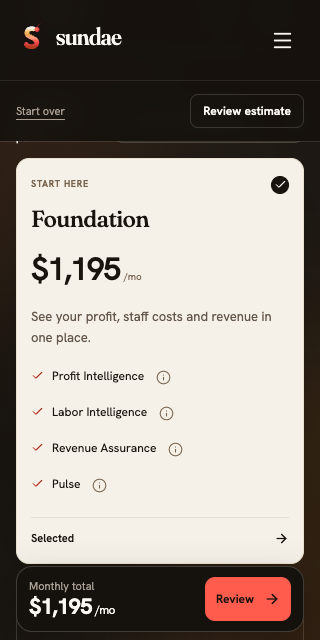 sundae
Start over
Review estimate
START HERE
Foundation
$1,195 /mo
See your profit, staff costs and revenue in
one place.
Profit Intelligence
Labor Intelligence
Revenue Assurance
Pulse
Selected
Monthly total
$1,195 /mo
Review